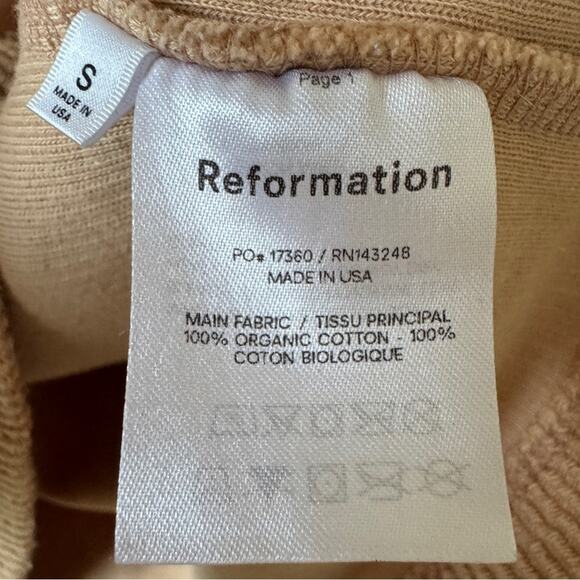 S
MADE IN
USA
Page 1
Reformation
PO# 17360 / RN143248
MADE IN USA
MAIN FABRIC / TISSU PRINCIPAL
100% ORGANIC COTTON - 100%
COTON BIOLOGIQUE